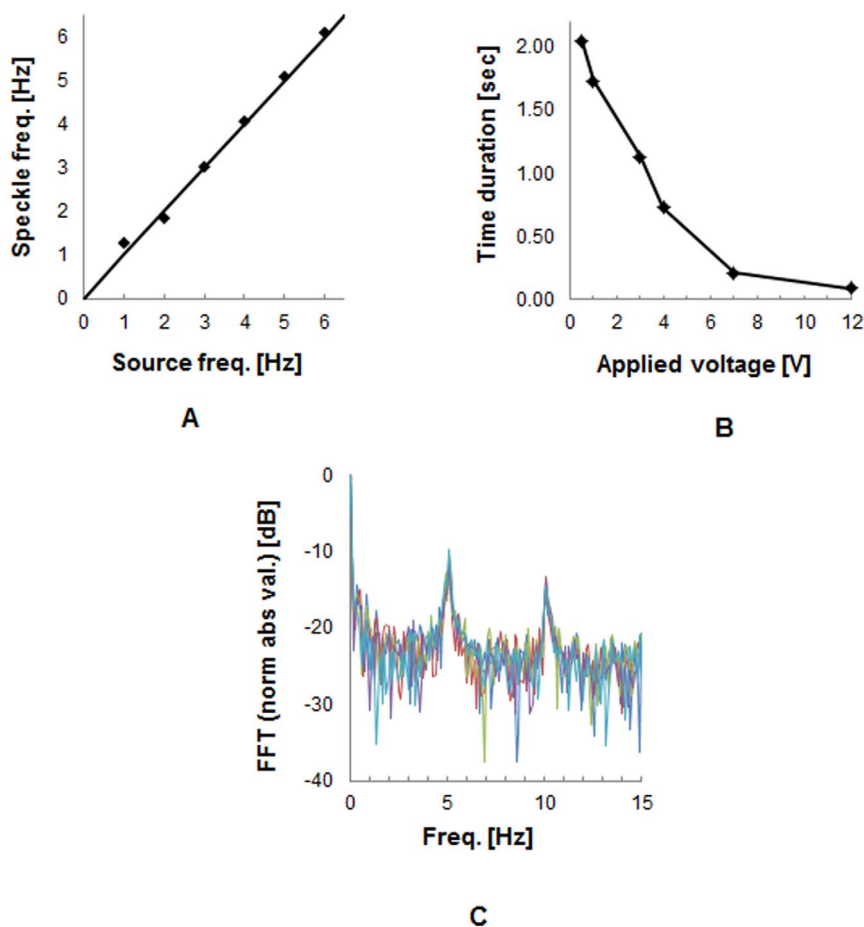 Speckle freq. [Hz]
6
5
4
3
2
1
0
0 1 2 3 4 5 6
Source freq. [Hz]
A
Time duration [sec]
2.00
1.50
1.00
0.50
0.00
0 2 4 6 8 10 12
Applied voltage [V]
B
FFT (norm abs val.) [dB]
0
-10
-20
-30
-40
0 5 10 15
Freq. [Hz]
C